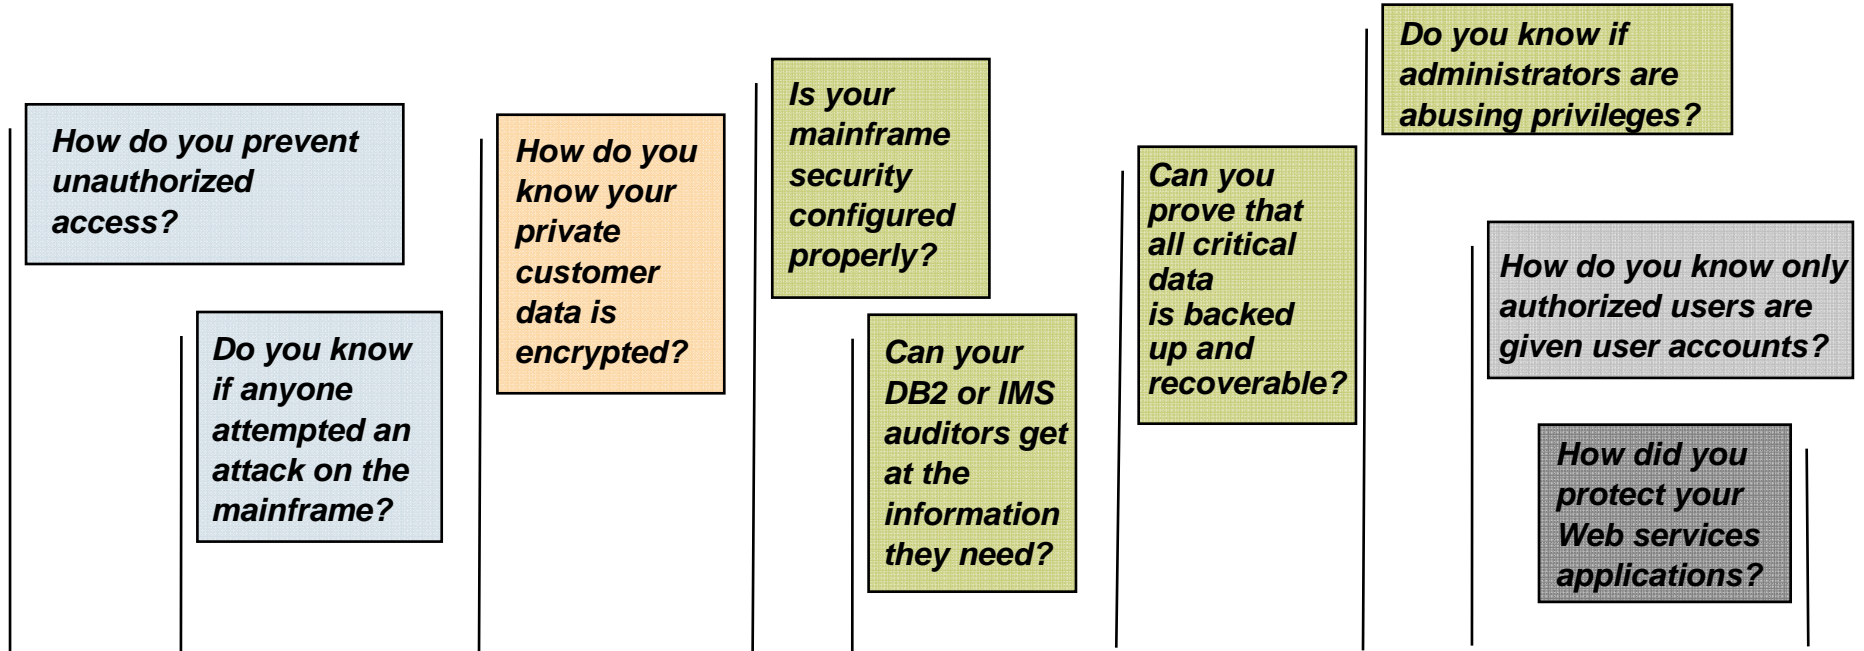 How do you prevent
unauthorized
access?
Do you know
if anyone
attempted an
attack on the
mainframe?
How do you
know your
private
customer
data is
encrypted?
Is your
mainframe
security
configured
properly?
Can your
DB2 or IMS
auditors get
at the
information
they need?
Can you
prove that
all critical
data
is backed
up and
recoverable?
Do you know if
administrators are
abusing privileges?
How do you know only
authorized users are
given user accounts?
How did you
protect your
Web services
applications?